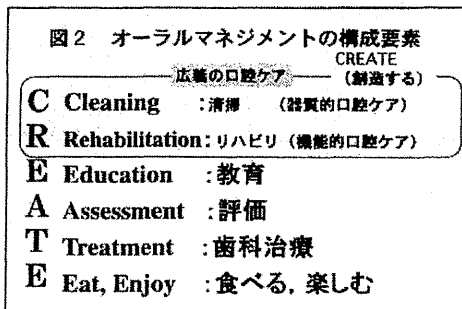 図2 オーラルマネジメントの構成要素
CREATE
広義の口腔ケア (創造する)
C Cleaning :清掃 (器質的口腔ケア)
R Rehabilitation:リハビリ(機能的口腔ケア)
E Education :教育
A Assessment :評価
T Treatment :歯科治療
E Eat, Enjoy :食べる,楽しむ